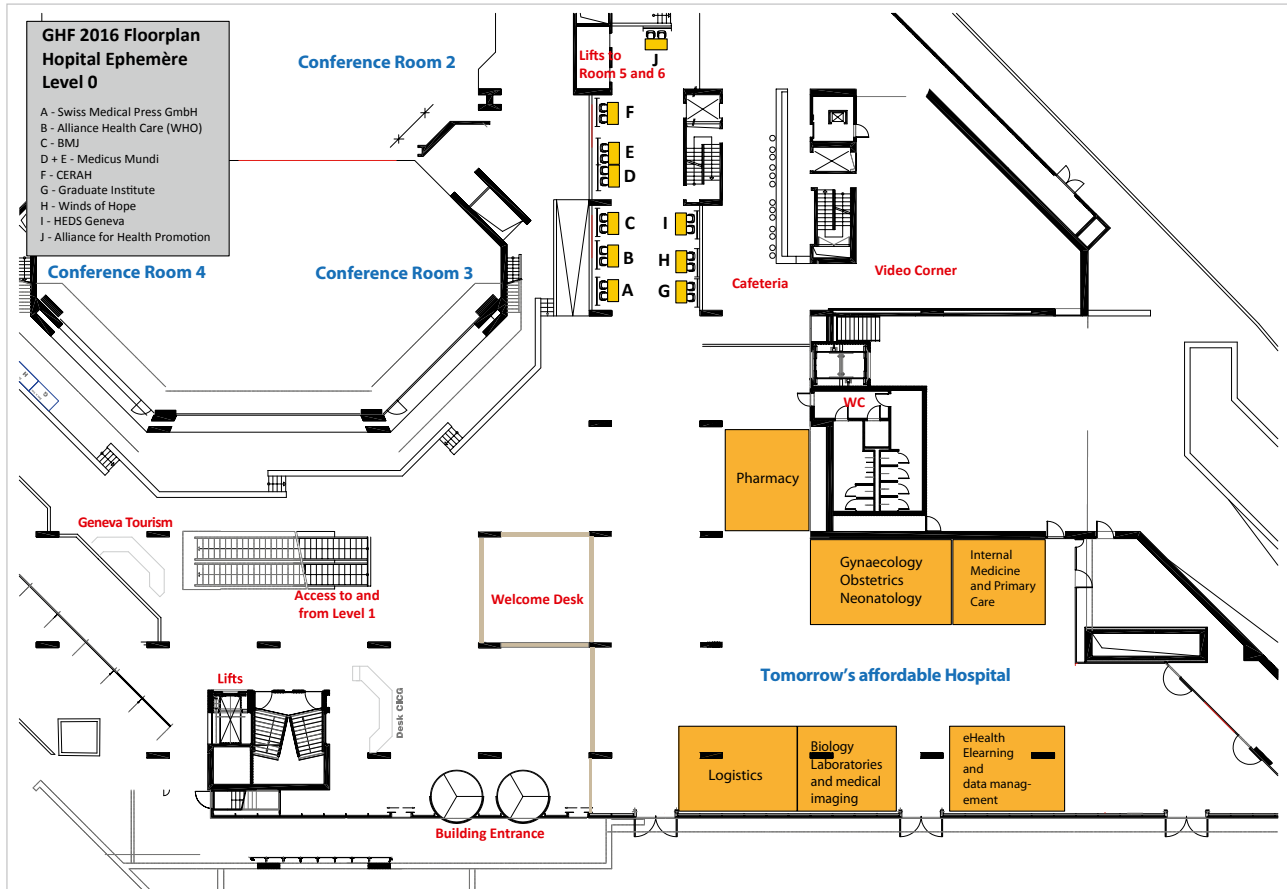 GHF 2016 Floorplan
Hopital Ephemère
Level 0
A - Swiss Medical Press GmbH
B - Alliance Health Care (WHO)
C - BMJ
D + E - Medicus Mundi
F - CERAH
G - Graduate Institute
H - Winds of Hope
I - HEDS Geneva
J - Alliance for Health Promotion
Conference Room 2
Lifts to
Room 5 and 6
J
F
E
D
C
I
B
H
A
G
Conference Room 4
Conference Room 3
Cafeteria
Video Corner
H
D
WC
Pharmacy
Geneva Tourism
Access to and
from Level 1
Welcome Desk
Gynaecology
Obstetrics
Neonatology
Internal
Medicine
and Primary
Care
Lifts
Desk CICG
Tomorrow's affordable Hospital
Logistics
Biology
Laboratories
and medical
imaging
eHealth
Elearning
and
data manag-
ement
Building Entrance